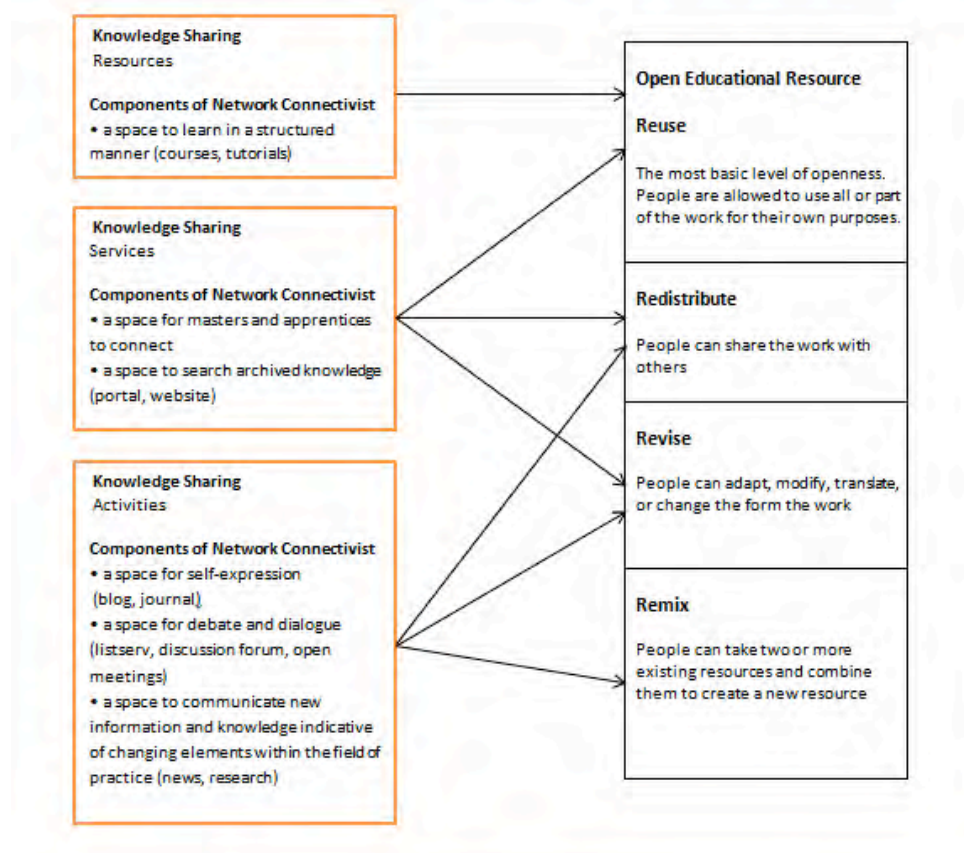 Knowledge Sharing
Resources
Components of Network Connectivist
• a space to learn in a structured
manner (courses, tutorials)
Knowledge Sharing
Services
Components of Network Connectivist
• a space for masters and apprentices
to connect
• a space to search archived knowledge
(portal, website)
Knowledge Sharing
Activities
Components of Network Connectivist
• a space for self-expression
(blog, journal)
• a space for debate and dialogue
(listserv, discussion forum, open
meetings)
• a space to communicate new
information and knowledge indicative
of changing elements within the field of
practice (news, research)
Open Educational Resource
Reuse
The most basic level of openness.
People are allowed to use all or part
of the work for their own purposes.
Redistribute
People can share the work with
others
Revise
People can adapt, modify, translate,
or change the form the work
Remix
People can take two or more
existing resources and combine
them to create a new resource